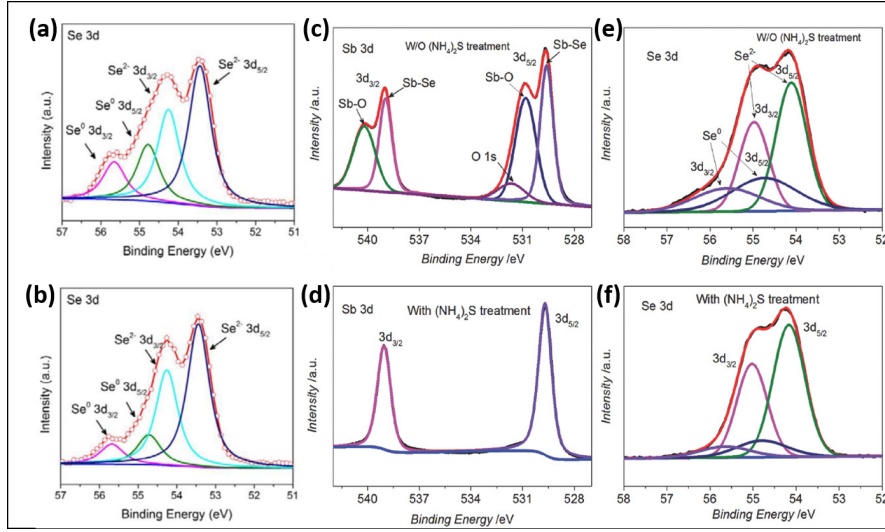 (a)
Se 3d
Se²⁻ 3d₃/₂
Se²⁻ 3d₅/₂
Se⁰ 3d₅/₂
Se⁰ 3d₃/₂
Intensity (a.u.)
57 56 55 54 53 52 51
Binding Energy (eV)
(b)
Se 3d
Se²⁻ 3d₃/₂
Se²⁻ 3d₅/₂
Se⁰ 3d₅/₂
Se⁰ 3d₃/₂
Intensity (a.u.)
57 56 55 54 53 52 51
Binding Energy (eV)
(c)
Sb 3d
W/O (NH₄)₂S treatment
Sb-Se
3d₅/₂
3d₃/₂
Sb-O
Sb-Se
Sb-O
O 1s
Intensity /a.u.
540 537 534 531 528
Binding Energy /eV
(d)
Sb 3d
With (NH₄)₂S treatment
3d₃/₂
3d₅/₂
Intensity /a.u.
540 537 533 530 527
Binding Energy /eV
(e)
W/O (NH₄)₂S treatment
Se 3d
Se²⁻
3d₅/₂
3d₃/₂
Se⁰
3d₅/₂
3d₃/₂
Intensity /a.u.
58 56 55 54 53 52
Binding Energy /eV
(f)
Se 3d
With (NH₄)₂S treatment
3d₅/₂
3d₃/₂
Intensity /a.u.
58 56 55 54 53 52
Binding Energy /eV